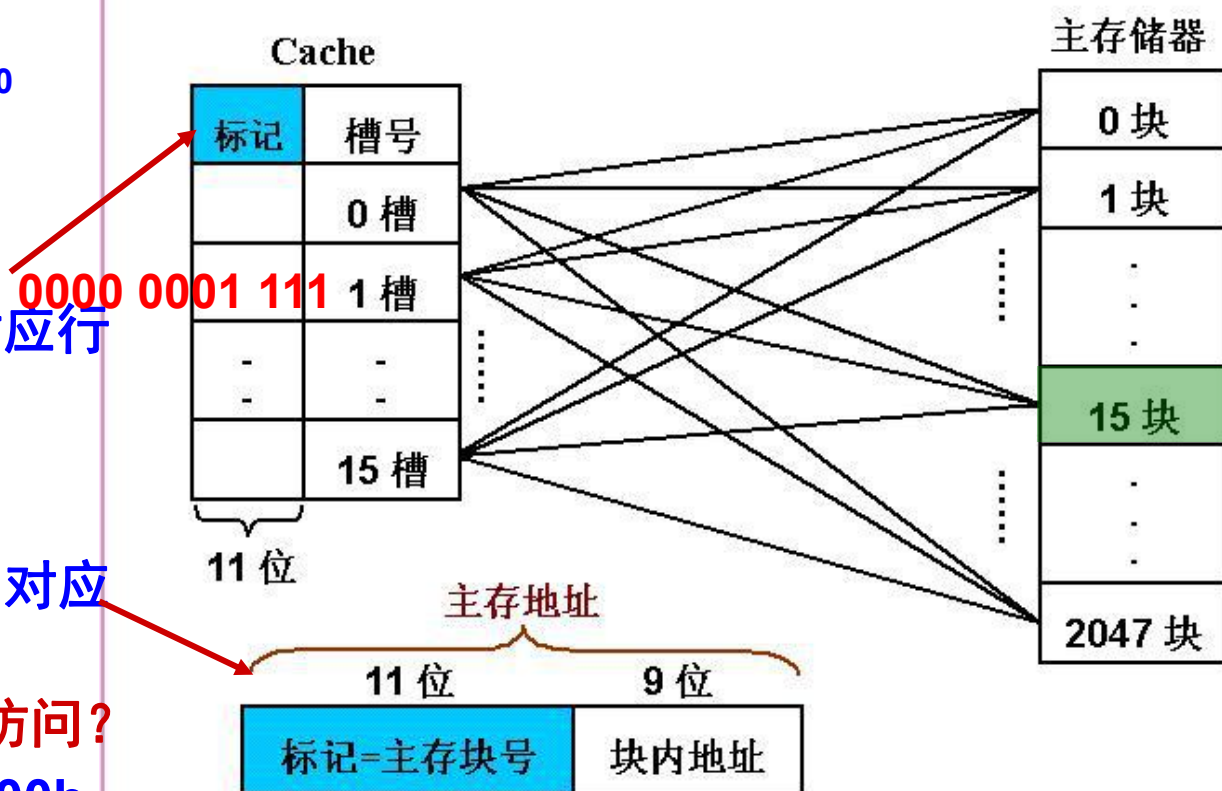 主存储器
Cache
0
标记 槽号
0 块
0 槽
1 块
0000 0001 111 1 槽
应行
15 块
15 槽
11 位
对应
主存地址
2047 块
11 位 9 位
访问?
标记=主存块号 块内地址